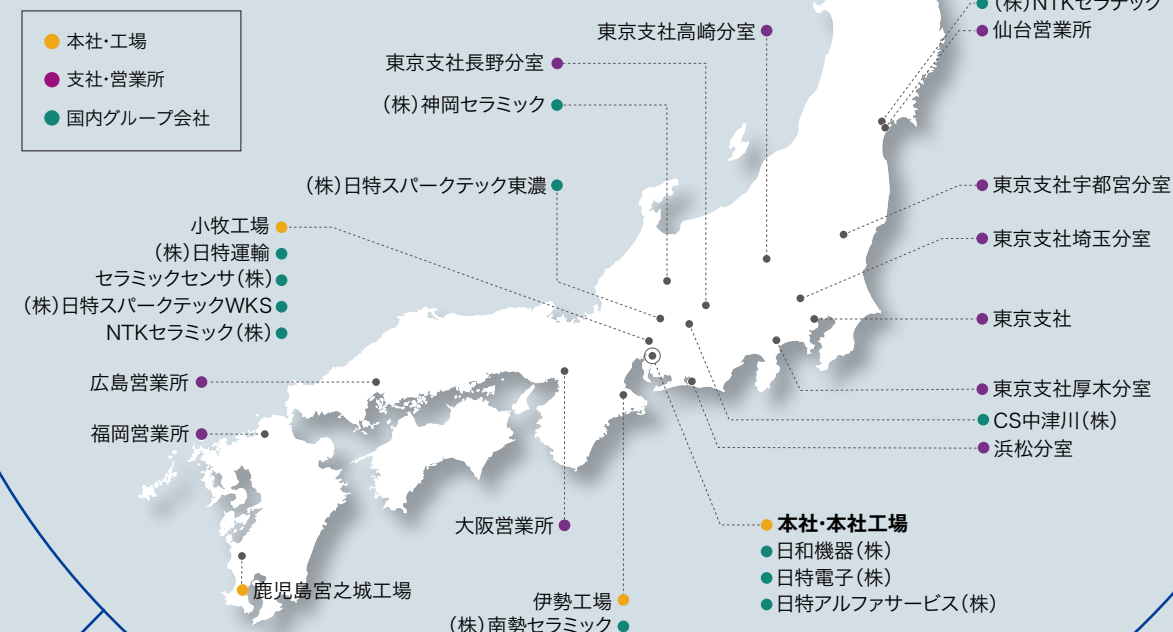 本社・工場
支社・営業所
国内グループ会社
(株)NTKセラテック
仙台営業所
東京支社高崎分室
東京支社長野分室
(株)神岡セラミック
(株)日特スパークテック東濃
東京支社宇都宮分室
小牧工場
(株)日特運輸
セラミックセンサ(株)
(株)日特スパークテックWKS
NTKセラミック(株)
東京支社埼玉分室
東京支社
広島営業所
東京支社厚木分室
CS中津川(株)
福岡営業所
浜松分室
大阪営業所
本社・本社工場
日和機器(株)
日特電子(株)
日特アルファサービス(株)
鹿児島宮之城工場
伊勢工場
(株)南勢セラミック